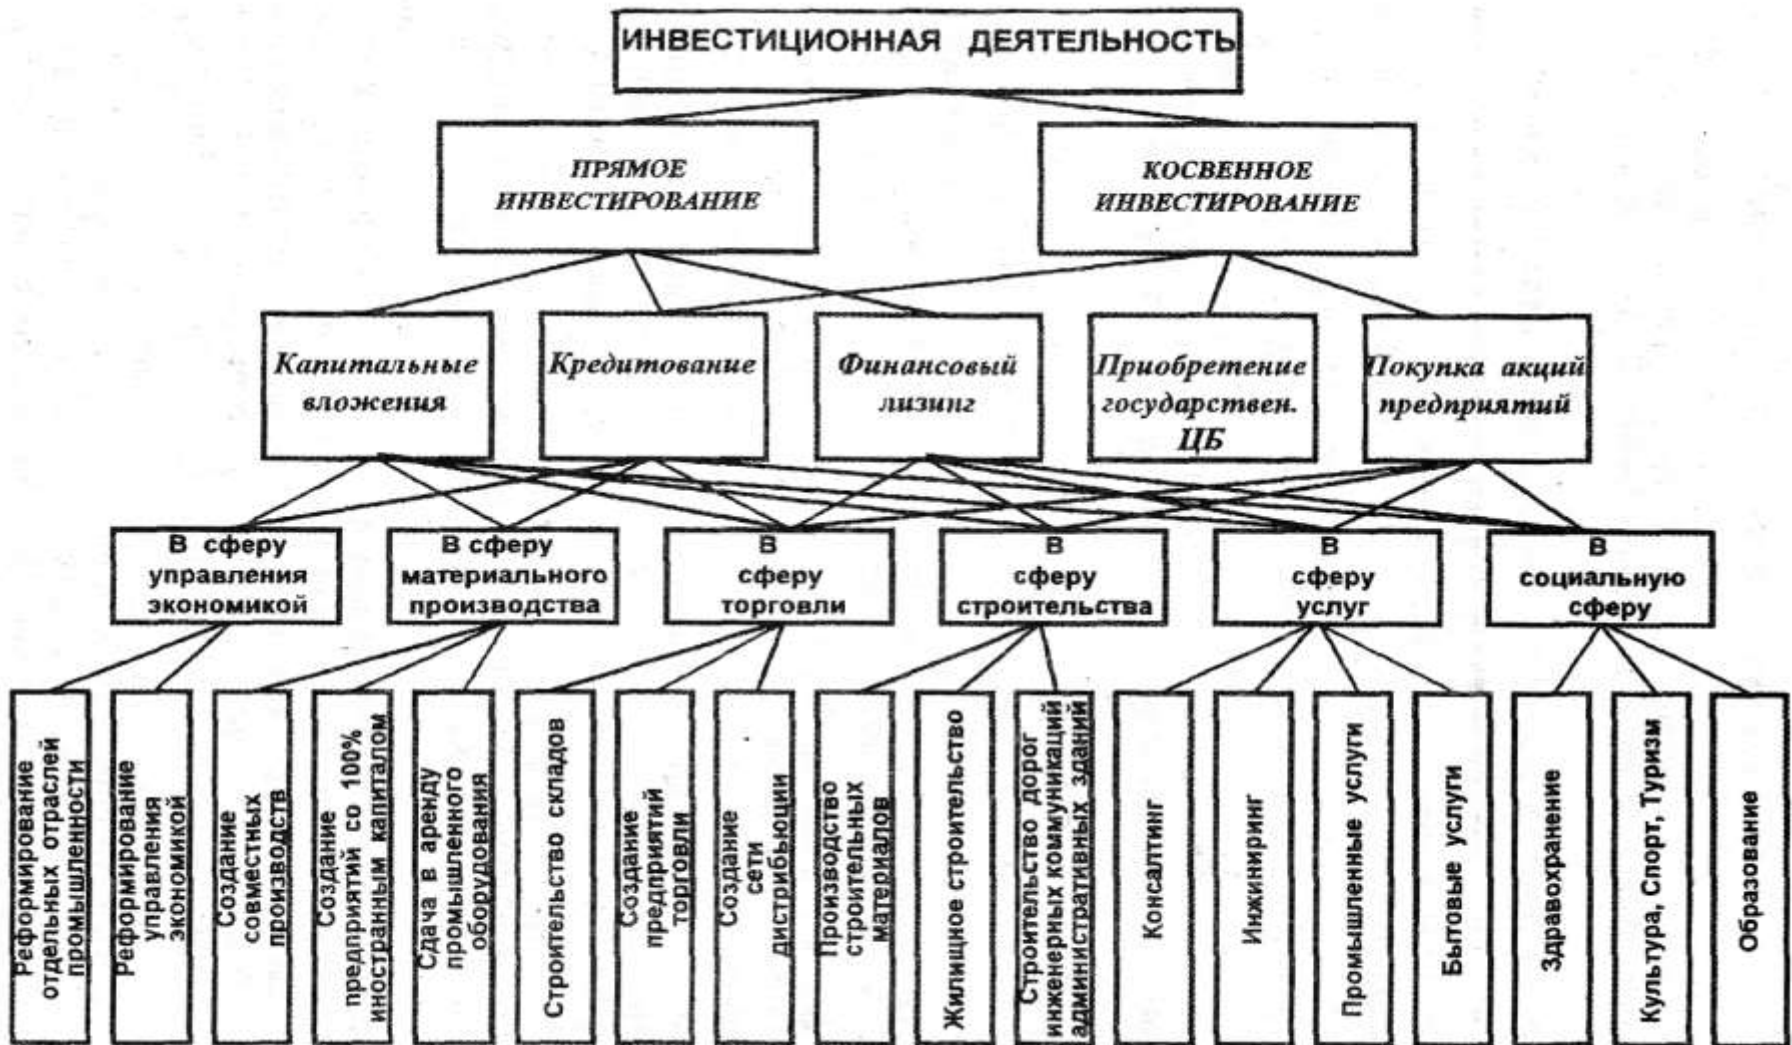 ИНВЕСТИЦИОННАЯ ДЕЯТЕЛЬНОСТЬ
ПРЯМОЕ
ИНВЕСТИРОВАНИЕ
КОСВЕННОЕ
ИНВЕСТИРОВАНИЕ
Капитальные
вложения
Кредитование
Финансовый
лизинг
Приобретение
государствен.
ЦБ
Покупка акций
предприятий
В сферу
управления
экономикой
В сферу
материального
производства
В
сферу
торговли
В
сферу
строительства
В
сферу
услуг
В
социальную
сферу
Реформирование
отдельных отраслей
промышленности
Реформирование
управления
экономикой
Создание
совместных
производств
Создание
предприятий со 100%
иностранным капиталом
Сдача в аренду
промышленного
оборудования
Строительство складов
Создание
предприятий
торговли
Создание
сети
дистрибьюции
Производство
строительных
материалов
Жилищное строительство
Строительство дорог
инженерных коммуникаций
административных зданий
Консалтинг
Инжиниринг
Промышленные услуги
Бытовые услуги
Здравохранение
Культура, Спорт, Туризм
Образование